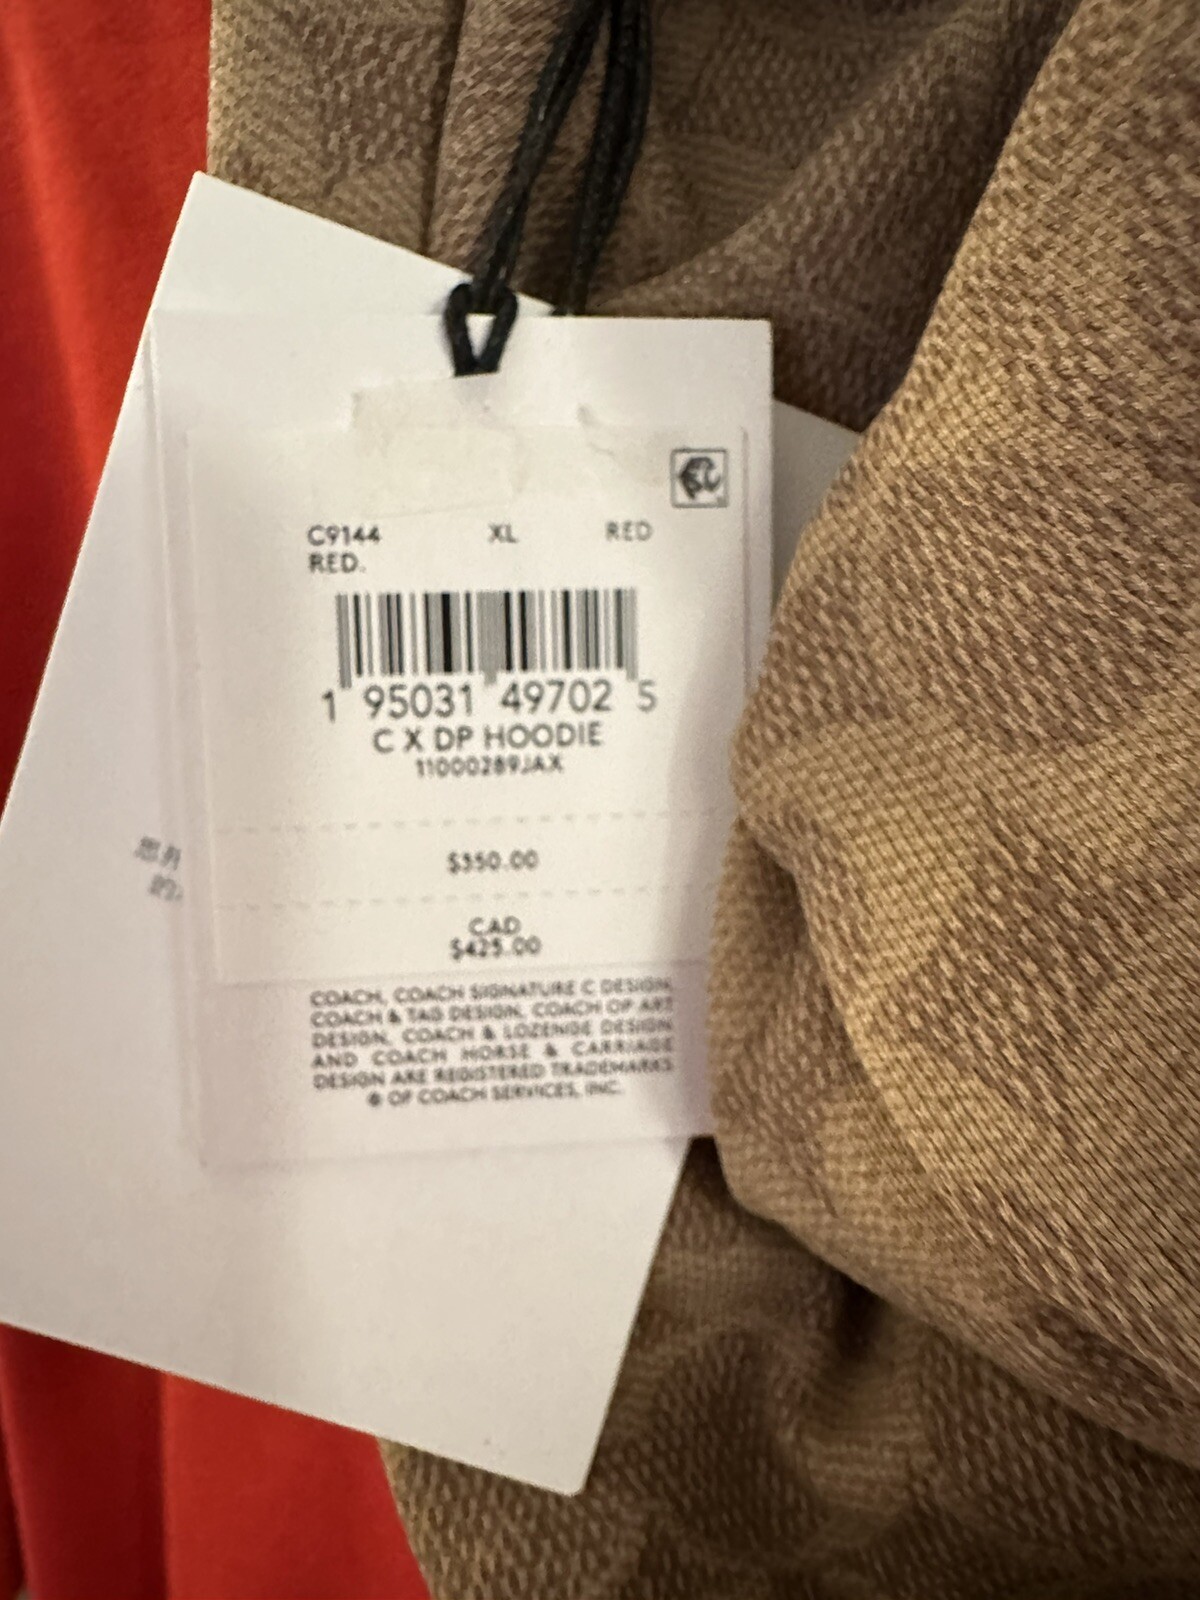 C9144 XL RED
RED.
1 95031 49702 5
C X DP HOODIE
11000289JAX
$350.00
CAD
$425.00
COACH, COACH SIGNATURE C DESIGN,
COACH & TAG DESIGN, COACH OP ART
DESIGN, COACH & LOZENGE DESIGN
AND COACH HORSE & CARRIAGE
DESIGN ARE REGISTERED TRADEMARKS
® OF COACH SERVICES, INC.